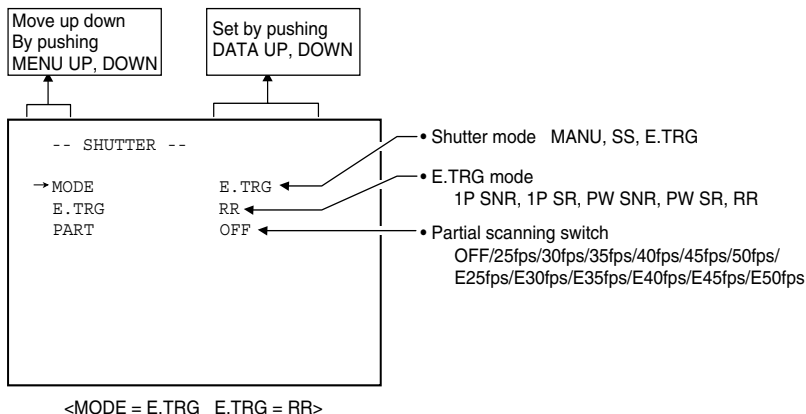 Move up down
By pushing
MENU UP, DOWN
Set by pushing
DATA UP, DOWN
-- SHUTTER --
→MODE E.TRG
E.TRG RR
PART OFF
• Shutter mode MANU, SS, E.TRG
• E.TRG mode
1P SNR, 1P SR, PW SNR, PW SR, RR
• Partial scanning switch
OFF/25fps/30fps/35fps/40fps/45fps/50fps/
E25fps/E30fps/E35fps/E40fps/E45fps/E50fps
<MODE = E.TRG E.TRG = RR>